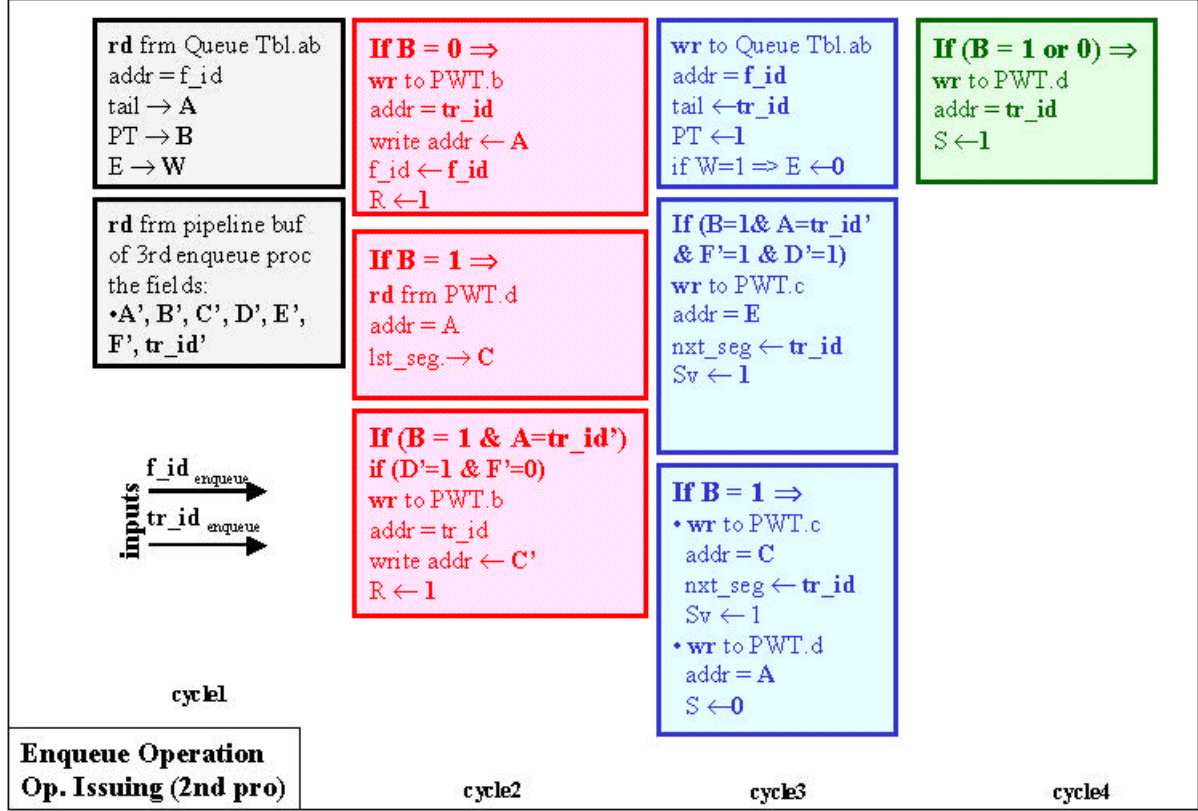 rd frm Queue Tbl.ab
addr = f_id
tail → A
PT → B
E → W
rd frm pipeline buf
of 3rd enqueue proc
the fields:
•A’, B’, C’, D’, E’,
F’, tr_id’
inputs
f_id enqueue
tr_id enqueue
cycle1
If B = 0 ⇒
wr to PWT.b
addr = tr_id
write addr ← A
f_id ← f_id
R ←1
If B = 1 ⇒
rd frm PWT.d
addr = A
lst_seg.→ C
If (B = 1 & A=tr_id’)
if (D’=1 & F’=0)
wr to PWT.b
addr = tr_id
write addr ← C’
R ← 1
cycle2
wr to Queue Tbl.ab
addr = f_id
tail ←tr_id
PT ←1
if W=1 => E ←0
If (B=1& A=tr_id’
& F’=1 & D’=1)
wr to PWT.c
addr = E
nxt_seg ← tr_id
Sv ← 1
If B = 1 ⇒
• wr to PWT.c
addr = C
nxt_seg ← tr_id
Sv ← 1
• wr to PWT.d
addr = A
S ←0
cycle3
If (B = 1 or 0) ⇒
wr to PWT.d
addr = tr_id
S ←1
cycle4
Enqueue Operation
Op. Issuing (2nd pro)